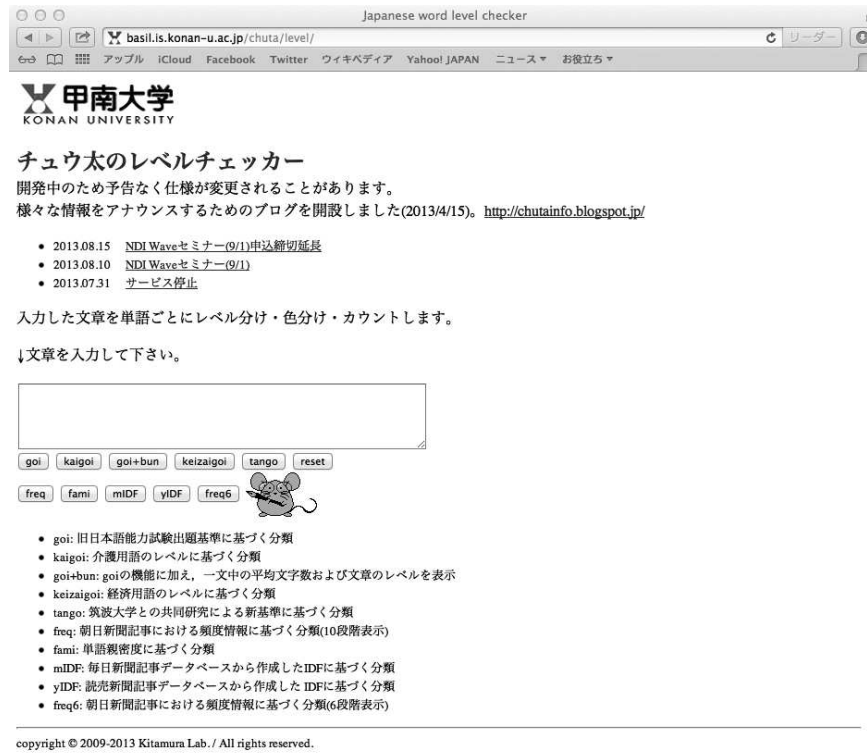 Japanese word level checker
basil.is.konan-u.ac.jp/chuta/level/
リーダー
アップル iCloud Facebook Twitter ウィキペディア Yahoo! JAPAN ニュース お役立ち
甲南大学
KONAN UNIVERSITY
チュウ太のレベルチェッカー
開発中のため予告なく仕様が変更されることがあります。
様々な情報をアナウンスするためのブログを開設しました(2013/4/15)。http://chutainfo.blogspot.jp/
• 2013.08.15 NDI Waveセミナー(9/1)申込締切延長
• 2013.08.10 NDI Waveセミナー(9/1)
• 2013.07.31 サービス停止
入力した文章を単語ごとにレベル分け・色分け・カウントします。
↓文章を入力して下さい。
goi kaigoi goi+bun keizaigoi tango reset
freq fami mIDF yIDF freq6
• goi: 旧日本語能力試験出題基準に基づく分類
• kaigoi: 介護用語のレベルに基づく分類
• goi+bun: goiの機能に加え，一文中の平均文字数および文章のレベルを表示
• keizaigoi: 経済用語のレベルに基づく分類
• tango: 筑波大学との共同研究による新基準に基づく分類
• freq: 朝日新聞記事における頻度情報に基づく分類(10段階表示)
• fami: 単語親密度に基づく分類
• mIDF: 毎日新聞記事データベースから作成したIDFに基づく分類
• yIDF: 読売新聞記事データベースから作成した IDFに基づく分類
• freq6: 朝日新聞記事における頻度情報に基づく分類(6段階表示)
copyright © 2009-2013 Kitamura Lab. / All rights reserved.